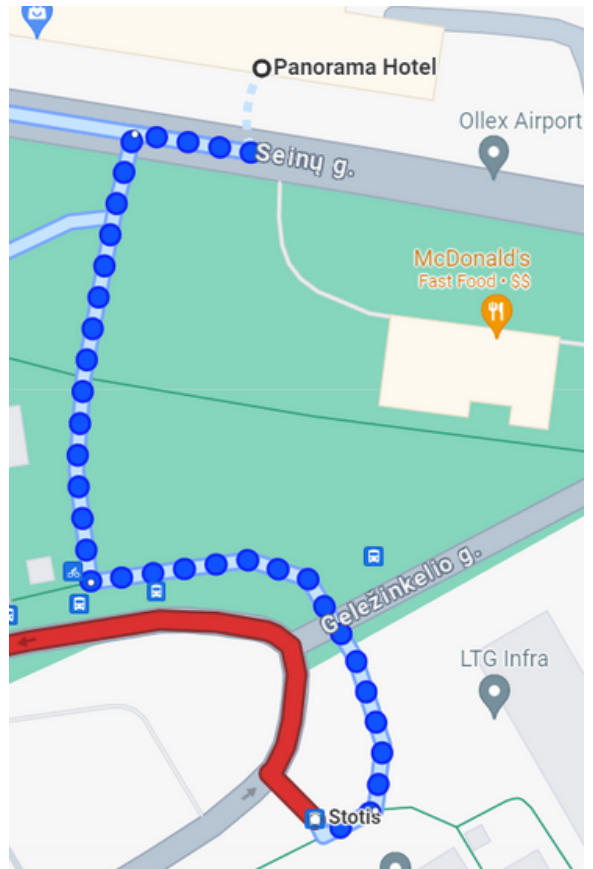 Panorama Hotel
Ollex Airport
Seinų g.
McDonald's
Fast Food • $$
Geležinkelio g.
LTG Infra
Stotis